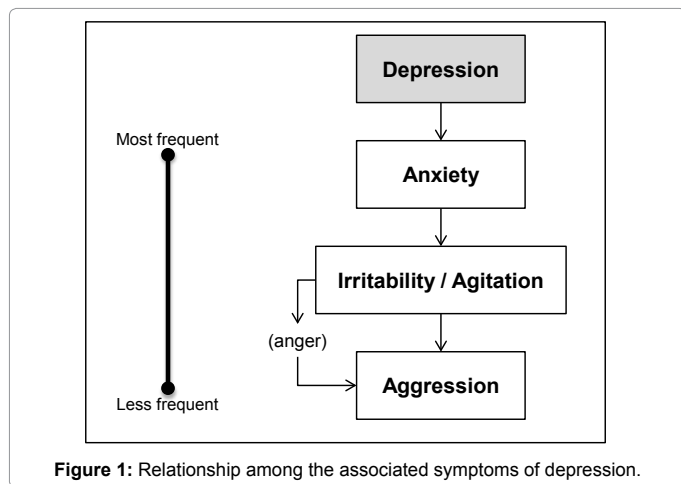 Depression
Most frequent
Anxiety
Irritability / Agitation
(anger)
Aggression
Less frequent
Figure 1: Relationship among the associated symptoms of depression.